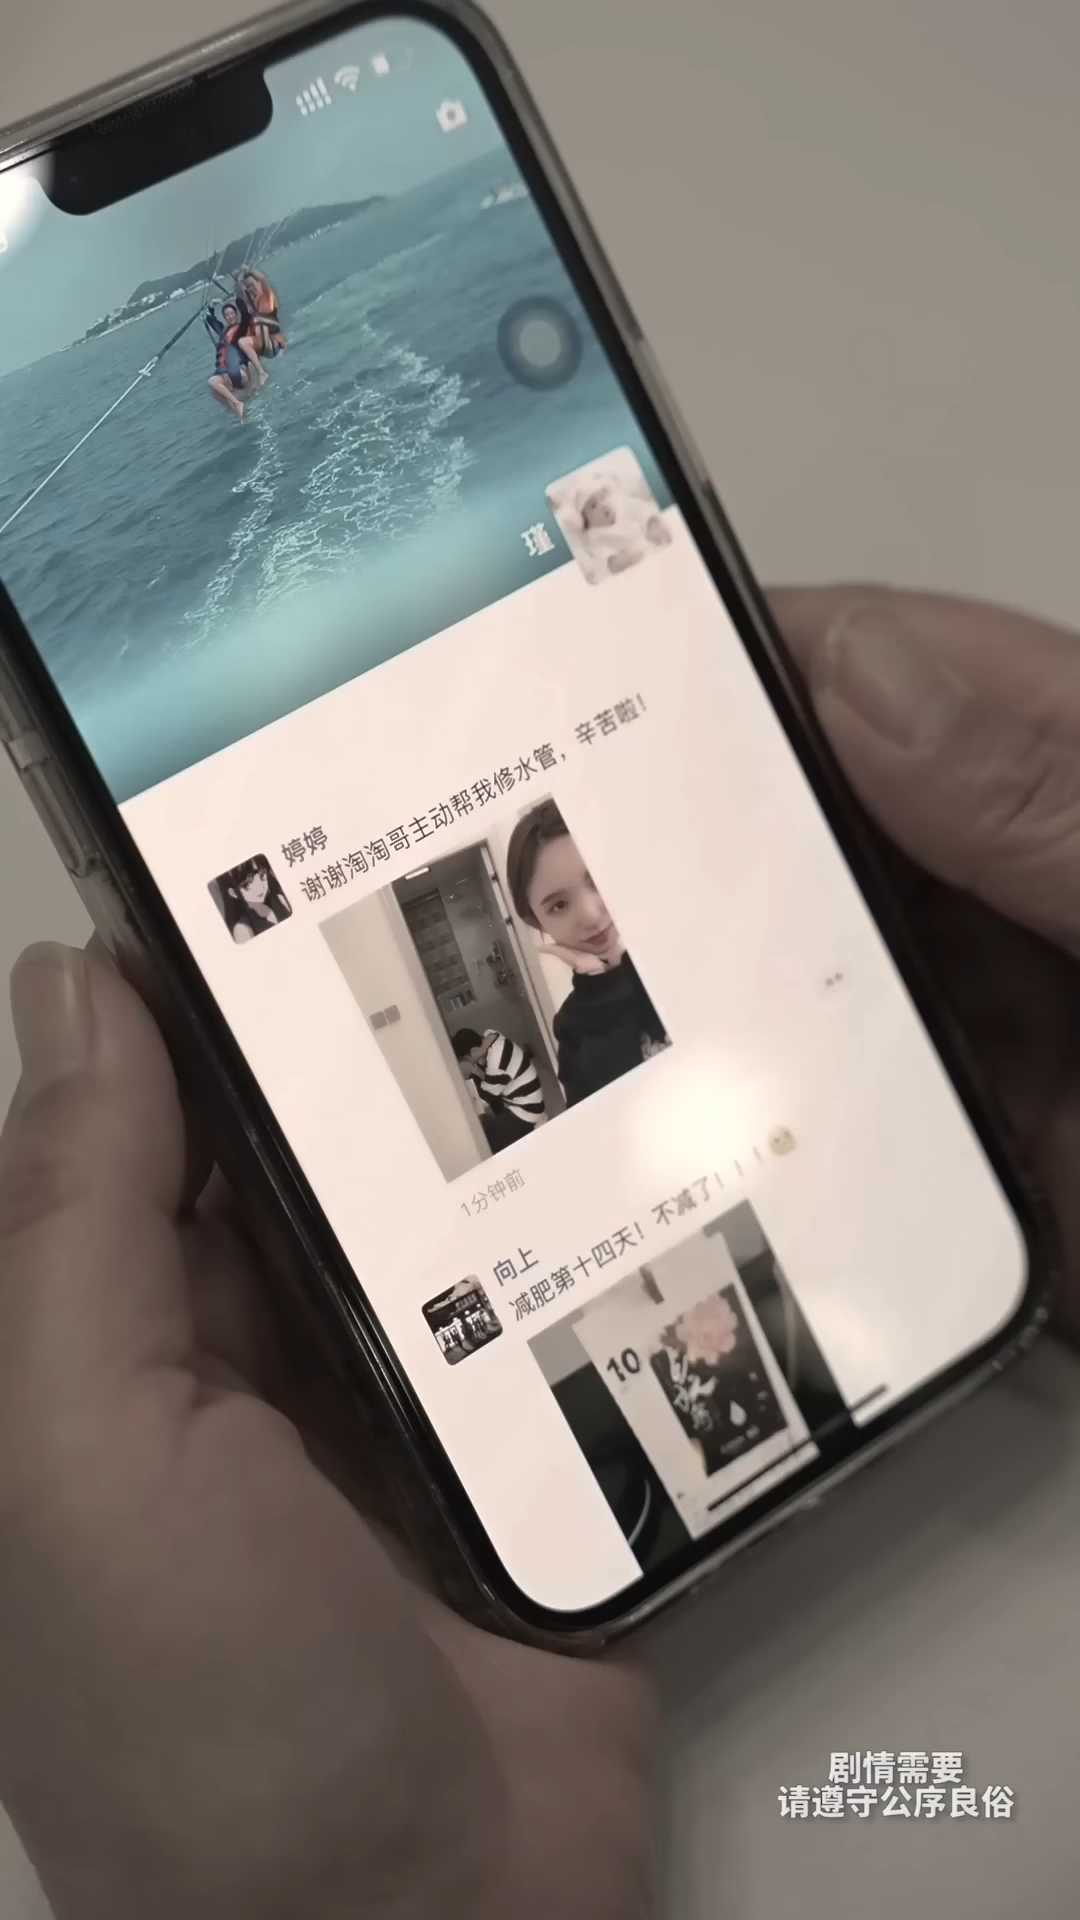 瑾
婷婷
谢谢淘淘哥主动帮我修水管，辛苦啦！
1分钟前
向上
减肥第十四天！不减了！！！
10
剧情需要
请遵守公序良俗